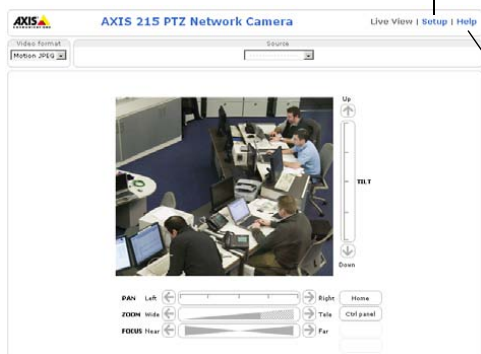 AXIS
COMMUNICATIONS
AXIS 215 PTZ Network Camera
Live View | Setup | Help
Video format
Motion JPEG
Source
Up
TILT
Down
PAN Left Right Home
ZOOM Wide Tele Ctrl panel
FOCUS Near Far